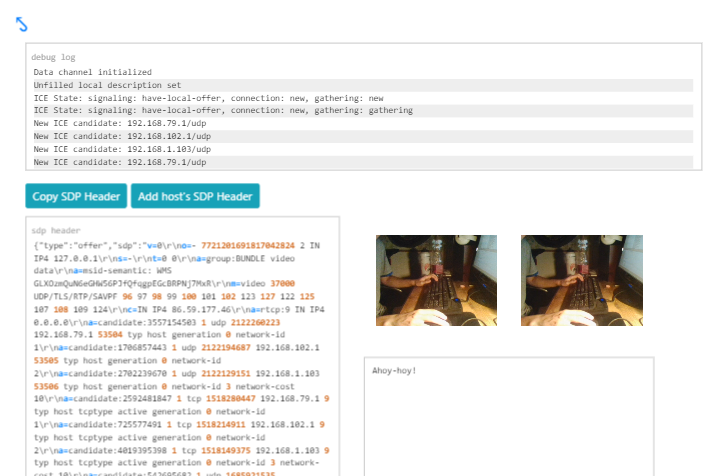 debug log
Data channel initialized
Unfilled local description set
ICE State: signaling: have-local-offer, connection: new, gathering: new
ICE State: signaling: have-local-offer, connection: new, gathering: gathering
New ICE candidate: 192.168.79.1/udp
New ICE candidate: 192.168.102.1/udp
New ICE candidate: 192.168.1.103/udp
New ICE candidate: 192.168.79.1/udp
Copy SDP Header Add host's SDP Header
sdp header
{"type":"offer","sdp":"v=0\r\no=- 7721201691817042824 2 IN
IP4 127.0.0.1\r\ns=-\r\nt=0 0\r\na=group:BUNDLE video
data\r\na=msid-semantic: WMS
GLXOzmQuN6eGHW56PJfQfqgpEGcBRPNj7MxR\r\nm=video 37000
UDP/TLS/RTP/SAVPF 96 97 98 99 100 101 102 123 127 122 125
107 108 109 124\r\nc=IN IP4 86.59.177.46\r\na=rtcp:9 IN IP4
0.0.0.0\r\na=candidate:3557154503 1 udp 2122260223
192.168.79.1 53504 typ host generation 0 network-id
1\r\na=candidate:1706857443 1 udp 2122194687 192.168.102.1
53505 typ host generation 0 network-id
2\r\na=candidate:2702239670 1 udp 2122129151 192.168.1.103
53506 typ host generation 0 network-id 3 network-cost
10\r\na=candidate:2592481847 1 tcp 1518280447 192.168.79.1 9
typ host tcptype active generation 0 network-id
1\r\na=candidate:725577491 1 tcp 1518214911 192.168.102.1 9
typ host tcptype active generation 0 network-id
2\r\na=candidate:4019395398 1 tcp 1518149375 192.168.1.103 9
typ host tcptype active generation 0 network-id 3 network-
Ahoy-hoy!